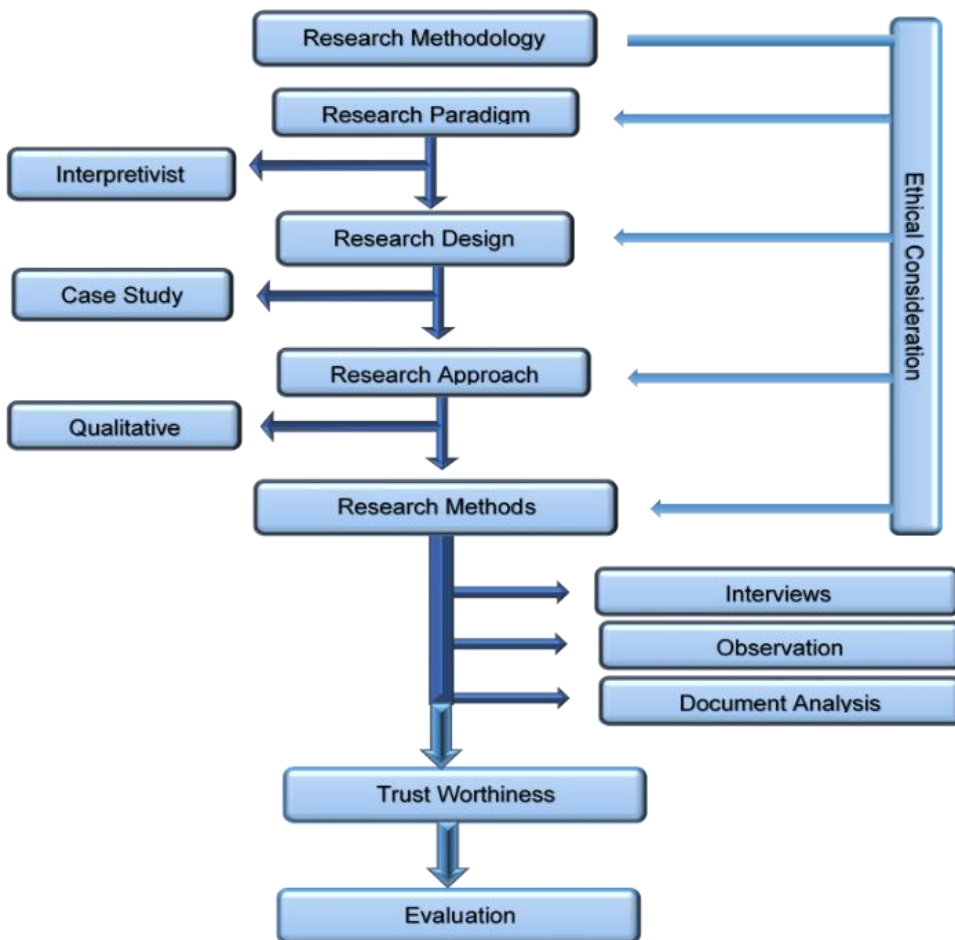 Research Methodology
Research Paradigm
Interpretivist
Research Design
Case Study
Research Approach
Qualitative
Research Methods
Ethical Consideration
Interviews
Observation
Document Analysis
Trust Worthiness
Evaluation